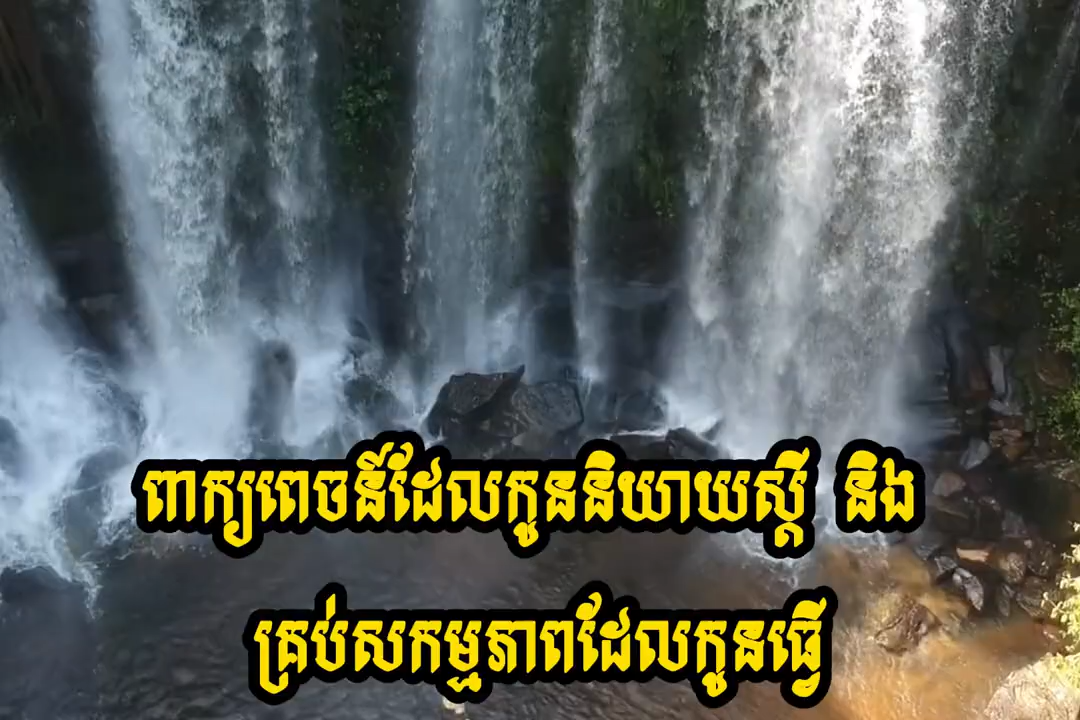 ពាក្យពេចន៍ដែលកូននិយាយស្តី និង
គ្រប់សកម្មភាពដែលកូនធ្វើ